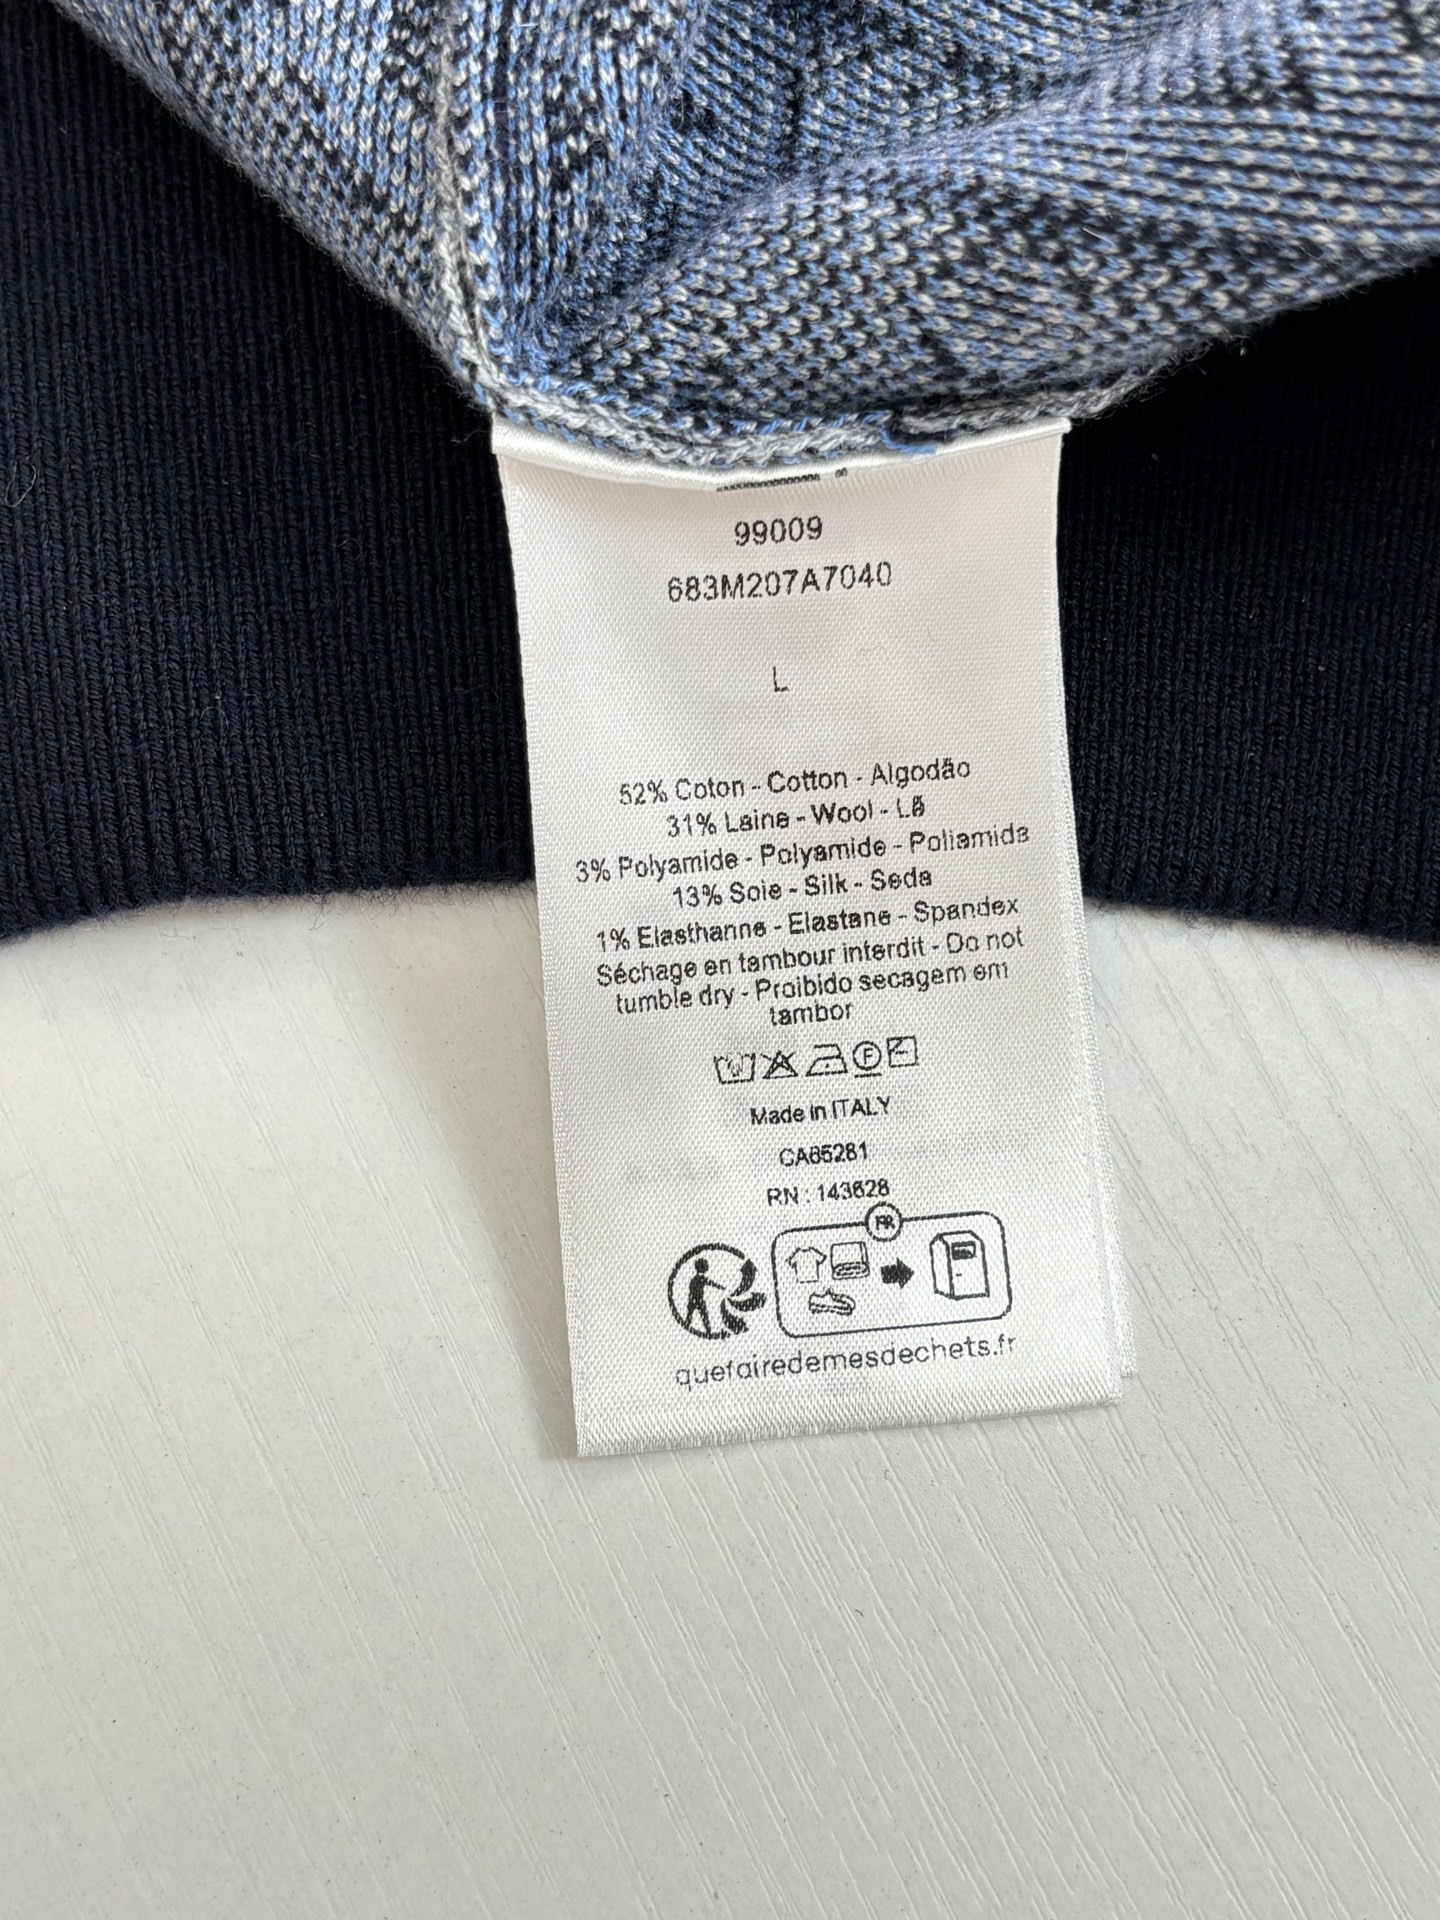 99009
683M207A7040
L
52% Coton - Cotton - Algodão
31% Laine - Wool - Lã
3% Polyamide - Polyamide - Poliamida
13% Soie - Silk - Seda
1% Elasthanne - Elastane - Spandex
Séchage en tambour interdit - Do not
tumble dry - Proibido secagem em
tambor
F
Made in ITALY
CA65281
RN : 143628
FR
quefairedemesdechets.fr